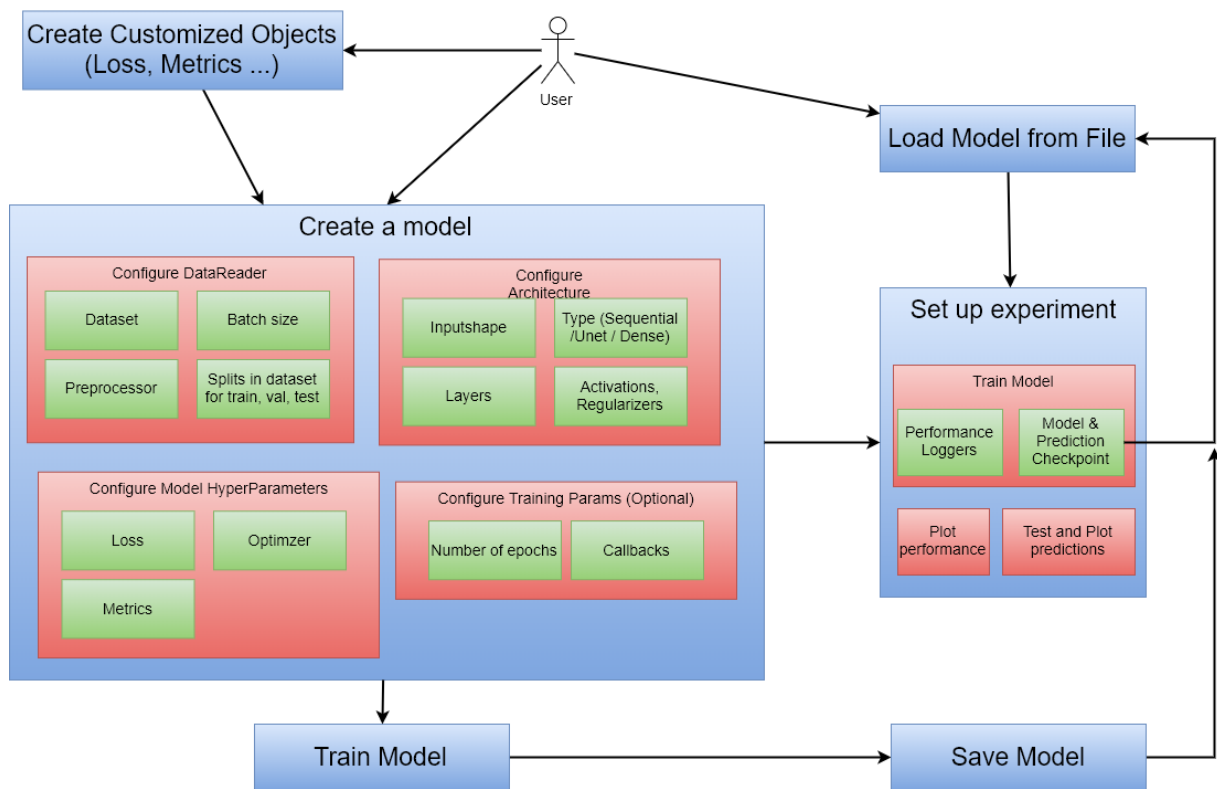 Create Customized Objects
(Loss, Metrics ...)
User
Load Model from File
Create a model
Configure DataReader
Dataset
Batch size
Preprocessor
Splits in dataset
for train, val, test
Configure
Architecture
Inputshape
Type (Sequential
/Unet / Dense)
Layers
Activations,
Regularizers
Configure Model HyperParameters
Loss
Optimzer
Metrics
Configure Training Params (Optional)
Number of epochs
Callbacks
Set up experiment
Train Model
Performance
Loggers
Model &
Prediction
Checkpoint
Plot
performance
Test and Plot
predictions
Train Model
Save Model